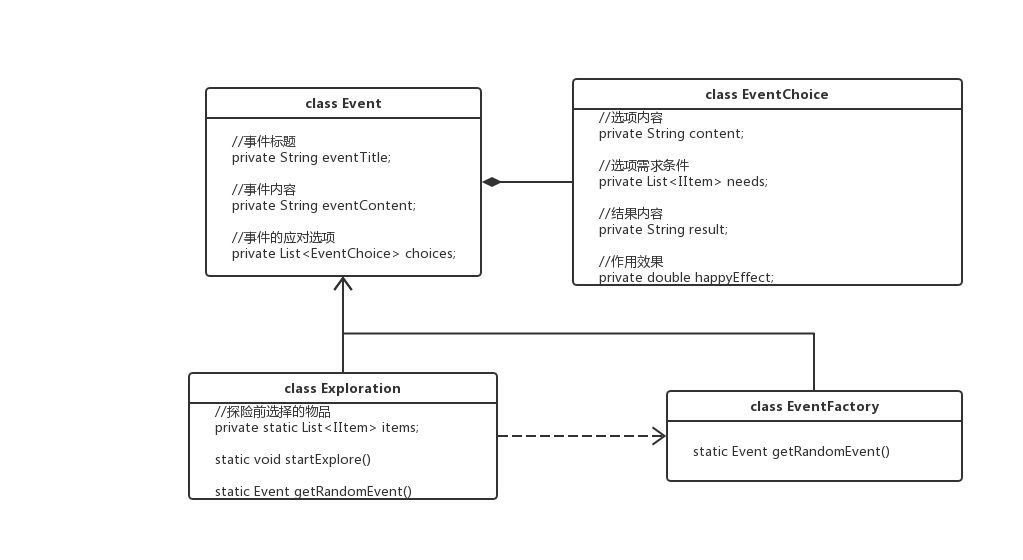 class Event
//事件标题
private String eventTitle;
//事件内容
private String eventContent;
//事件的应对选项
private List<EventChoice> choices;
class EventChoice
//选项内容
private String content;
//选项需求条件
private List<IItem> needs;
//结果内容
private String result;
//作用效果
private double happyEffect;
class Exploration
//探险前选择的物品
private static List<IItem> items;
static void startExplore()
static Event getRandomEvent()
class EventFactory
static Event getRandomEvent()